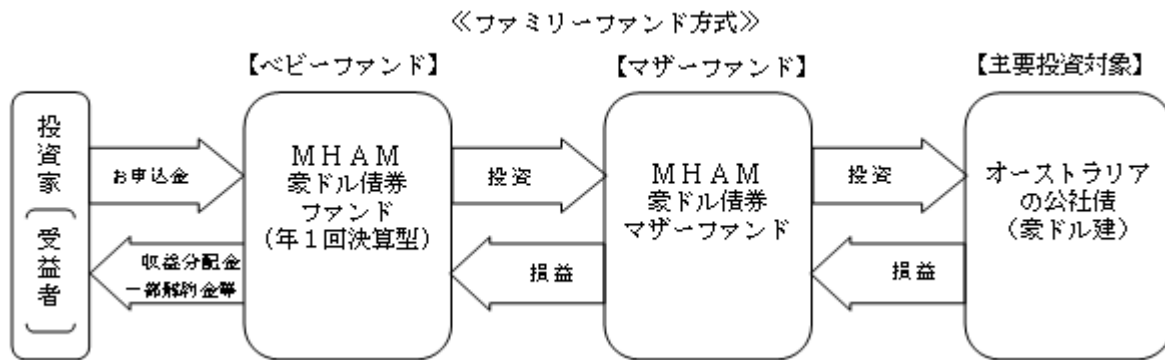 ≪ファミリーファンド方式≫
【ベビーファンド】
【マザーファンド】
【主要投資対象】
投資家
(受益者)
お申込金
収益分配金
一部解約金等
ＭＨＡＭ
豪ドル債券
ファンド
(年１回決算型)
投資
損益
ＭＨＡＭ
豪ドル債券
マザーファンド
投資
損益
オーストラリア
の公社債
(豪ドル建)